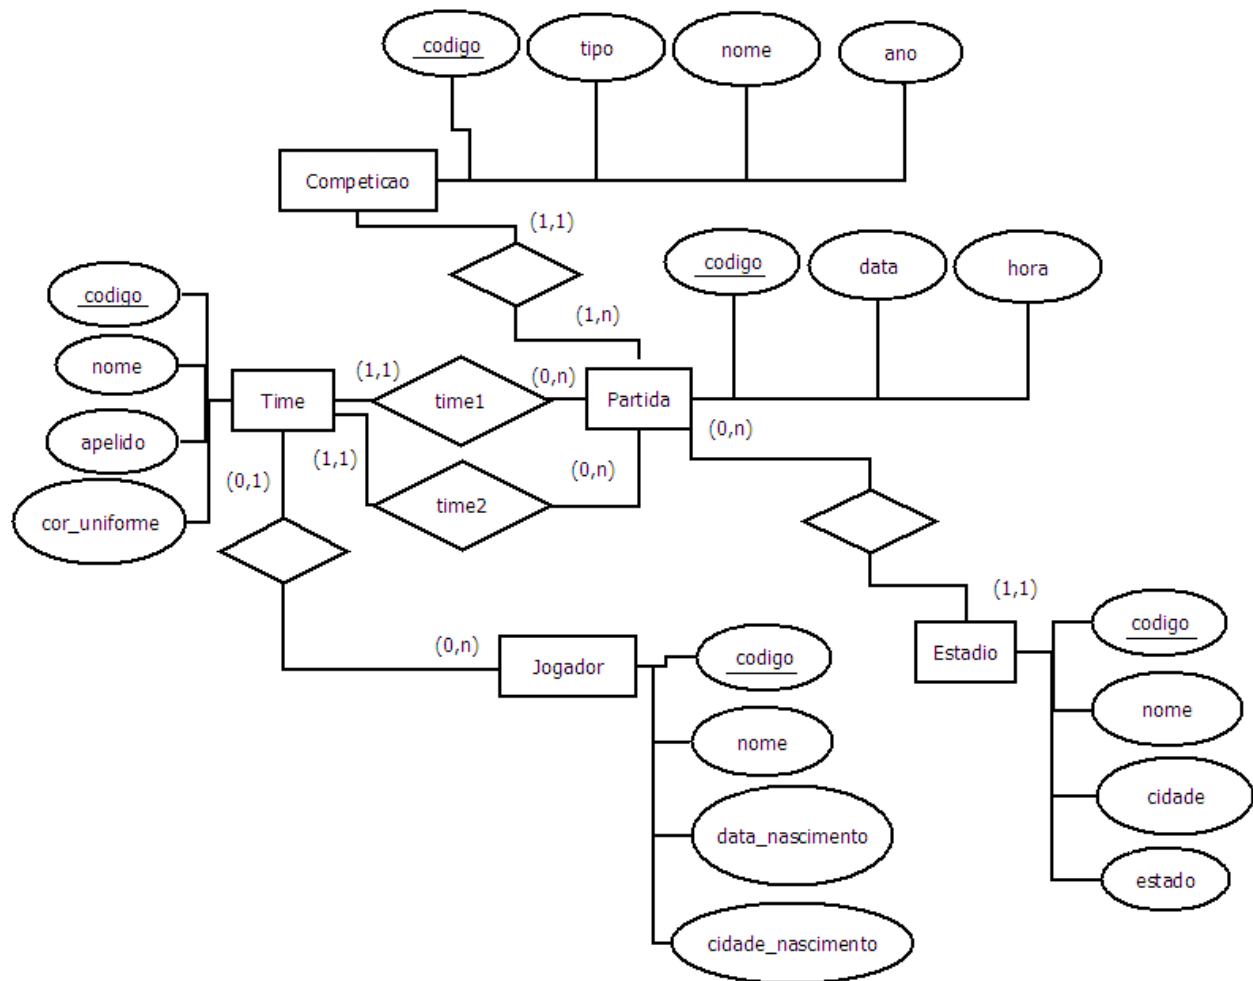 codigo
tipo
nome
ano
Competicao
(1,1)
(1,n)
codigo
data
hora
codigo
nome
apelido
cor_uniforme
Time
(1,1)
time1
(0,n)
Partida
(0,n)
(0,1)
(1,1)
time2
(0,n)
(0,n)
Jogador
codigo
nome
data_nascimento
cidade_nascimento
(1,1)
Estadio
codigo
nome
cidade
estado